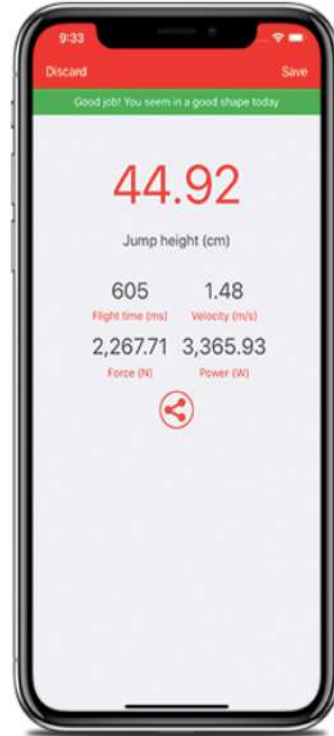 9:33
Discard Save
Good job! You seem in a good shape today
44.92
Jump height (cm)
605 1.48
Flight time (ms) Velocity (m/s)
2,267.71 3,365.93
Force (N) Power (W)